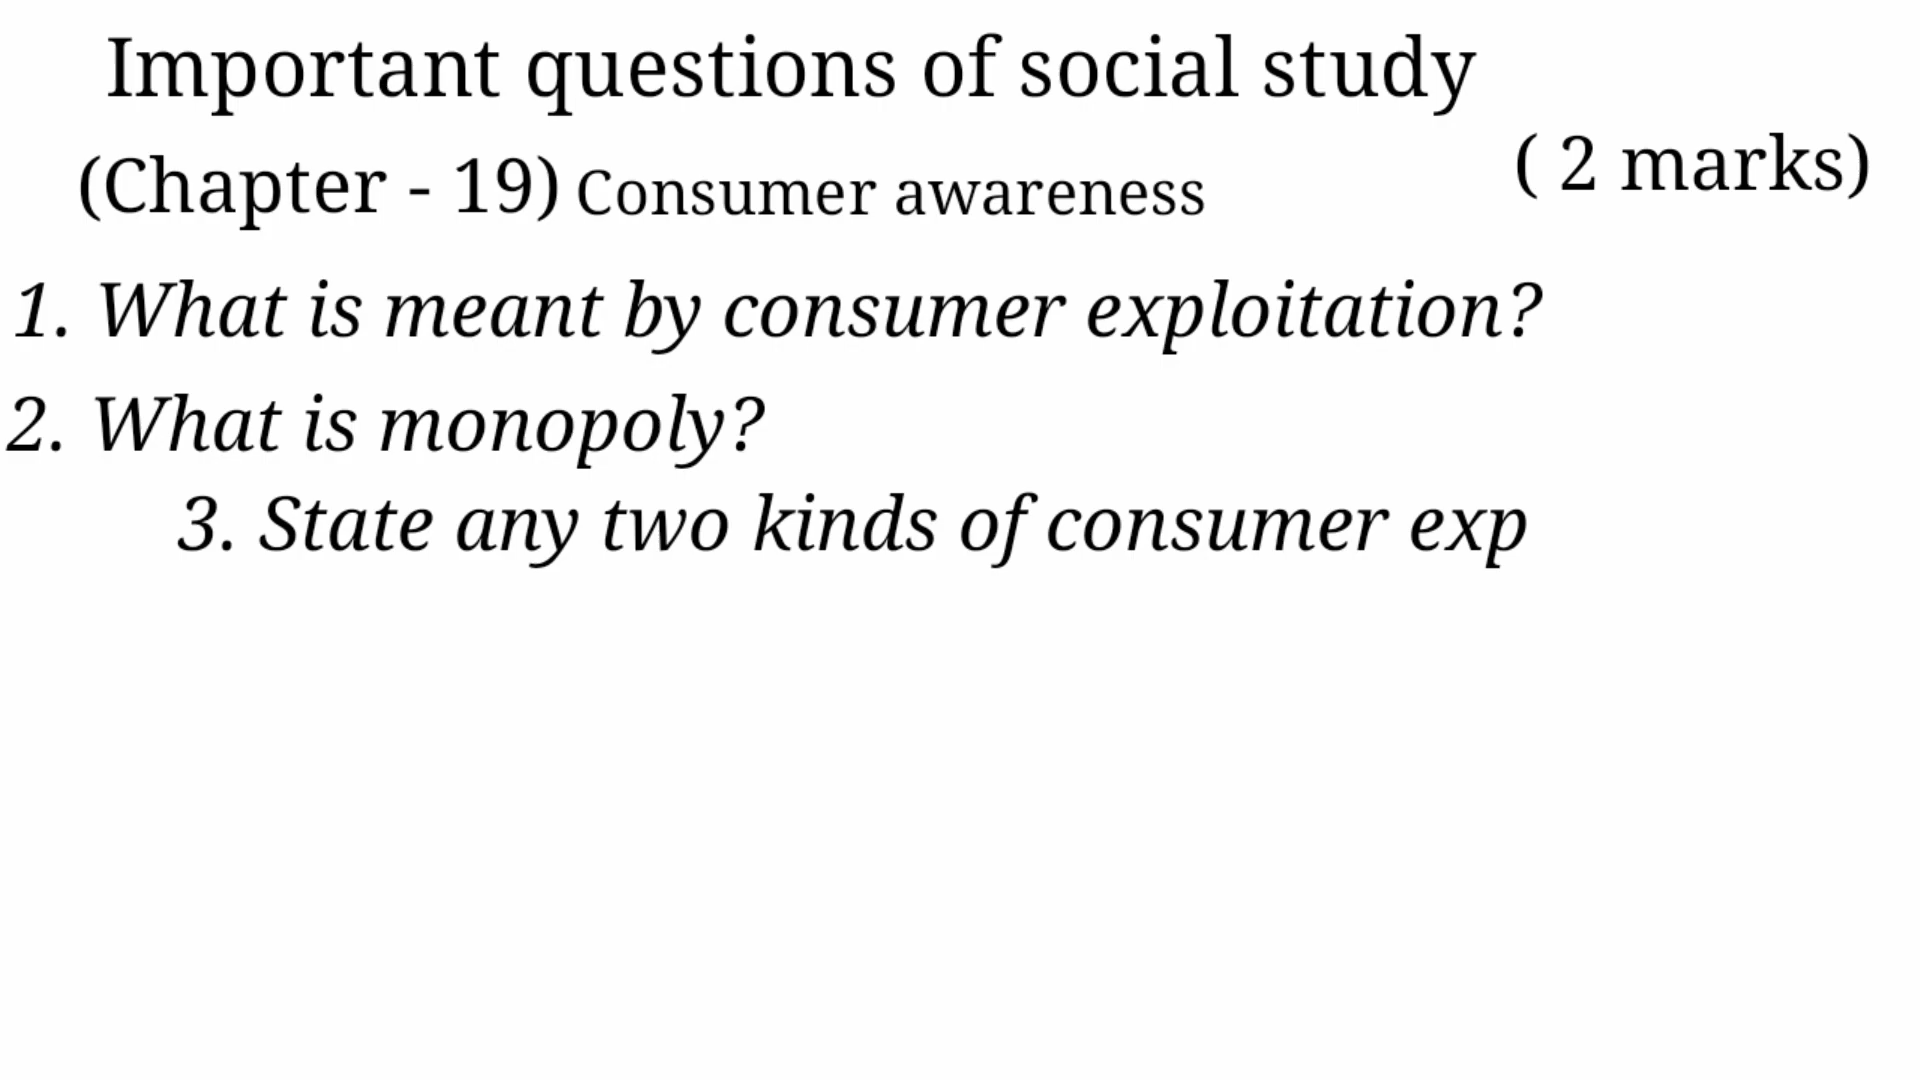 Important questions of social study
( 2 marks)
(Chapter - 19) Consumer awareness
1. What is meant by consumer exploitation?
2. What is monopoly?
3. State any two kinds of consumer exp